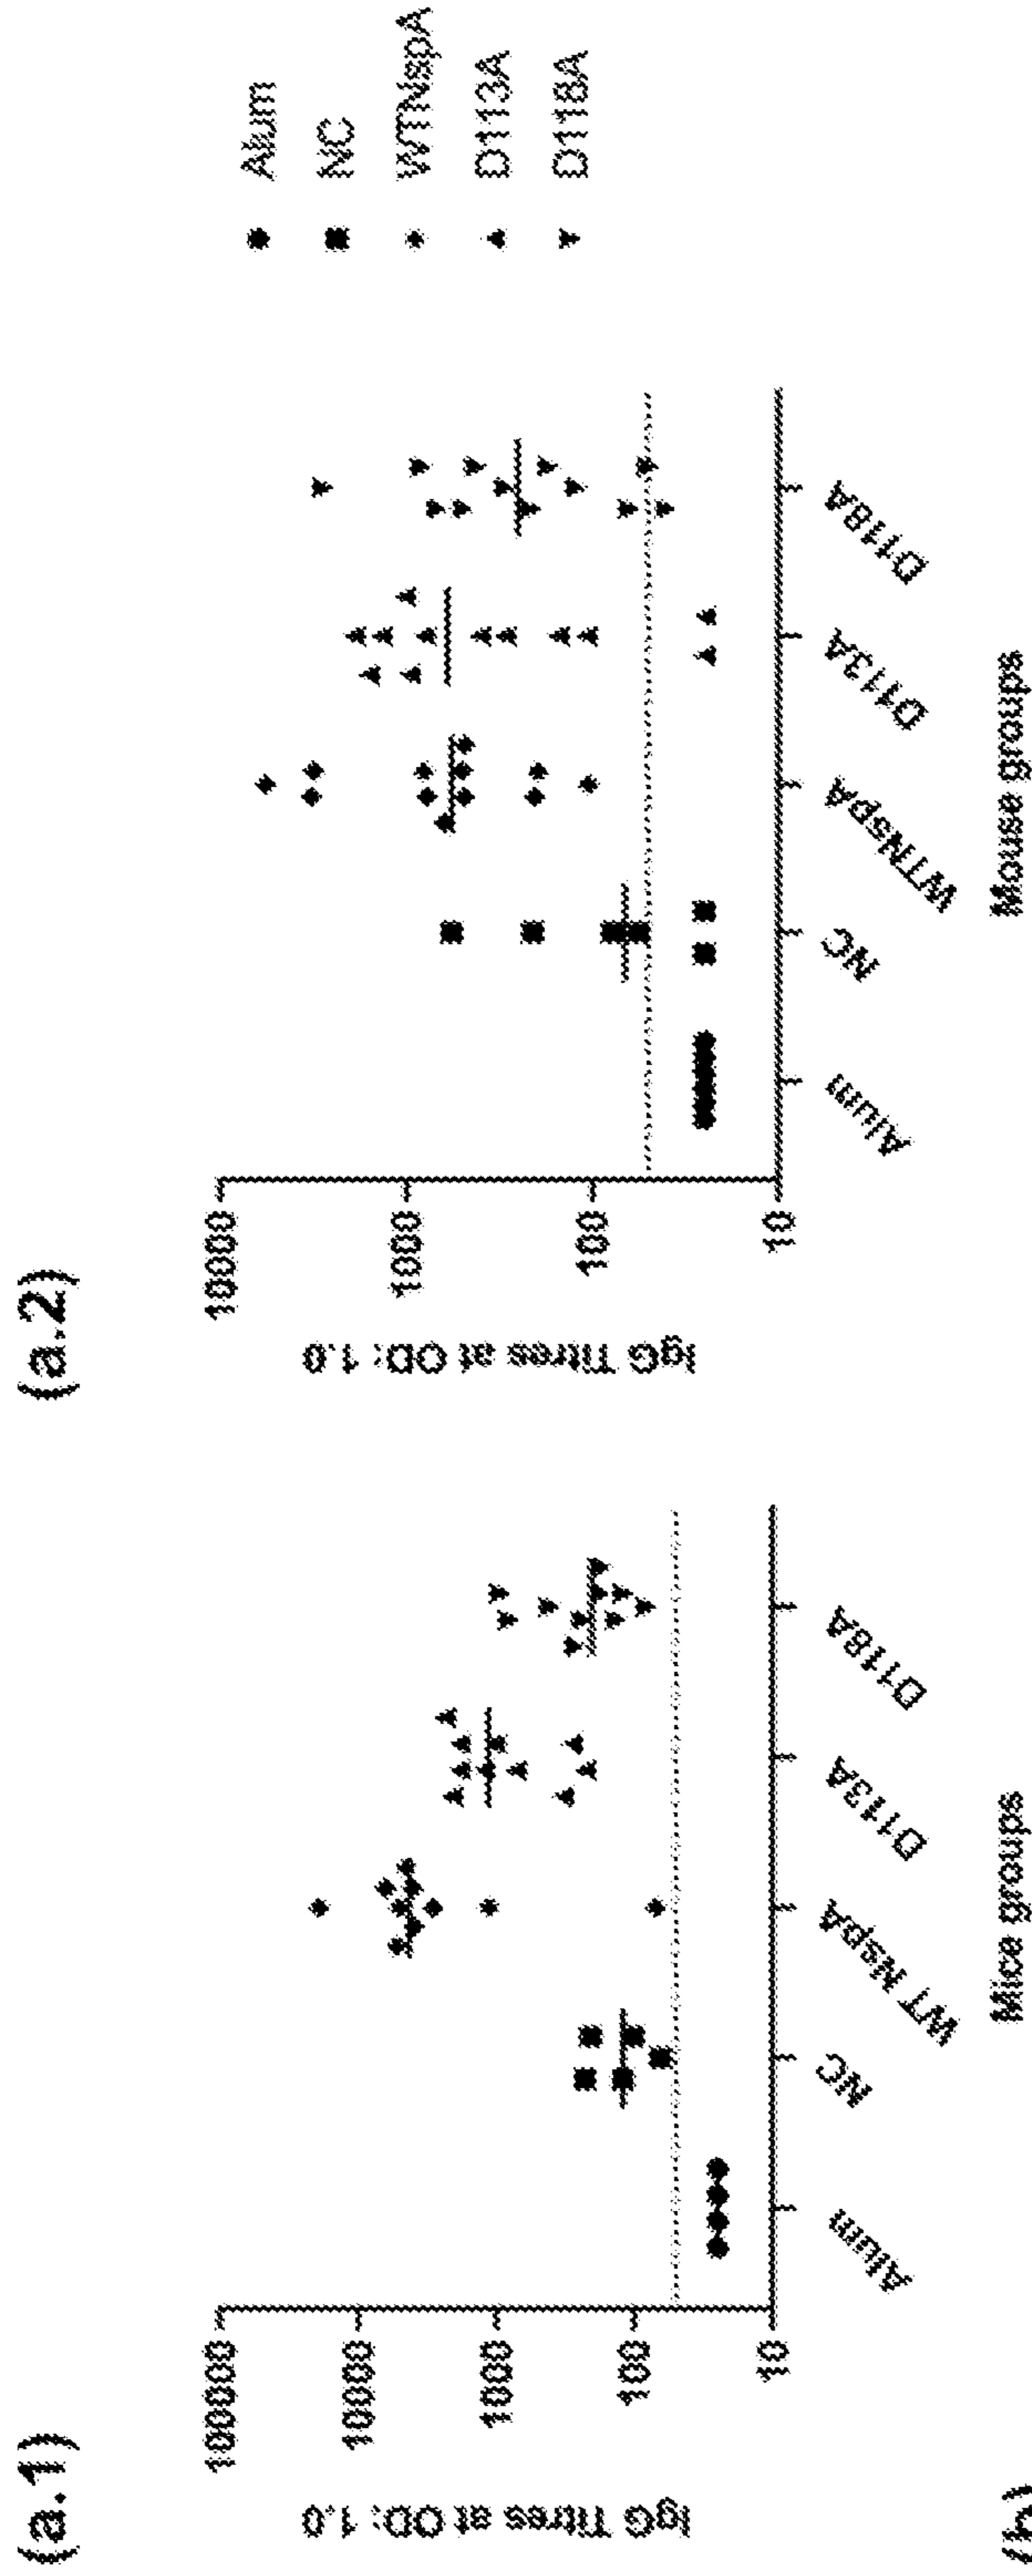 (a.1)
IgG Titres at OD: 1.0
100000
10000
1000
100
10
Alum
NC
WT NspA
D113A
D118A
Mice groups
(a.2)
IgG Titres at OD: 1.0
10000
1000
100
10
Alum
NC
WTNspA
D113A
D118A
Mouse groups
Alum
NC
WTNspA
D113A
D118A